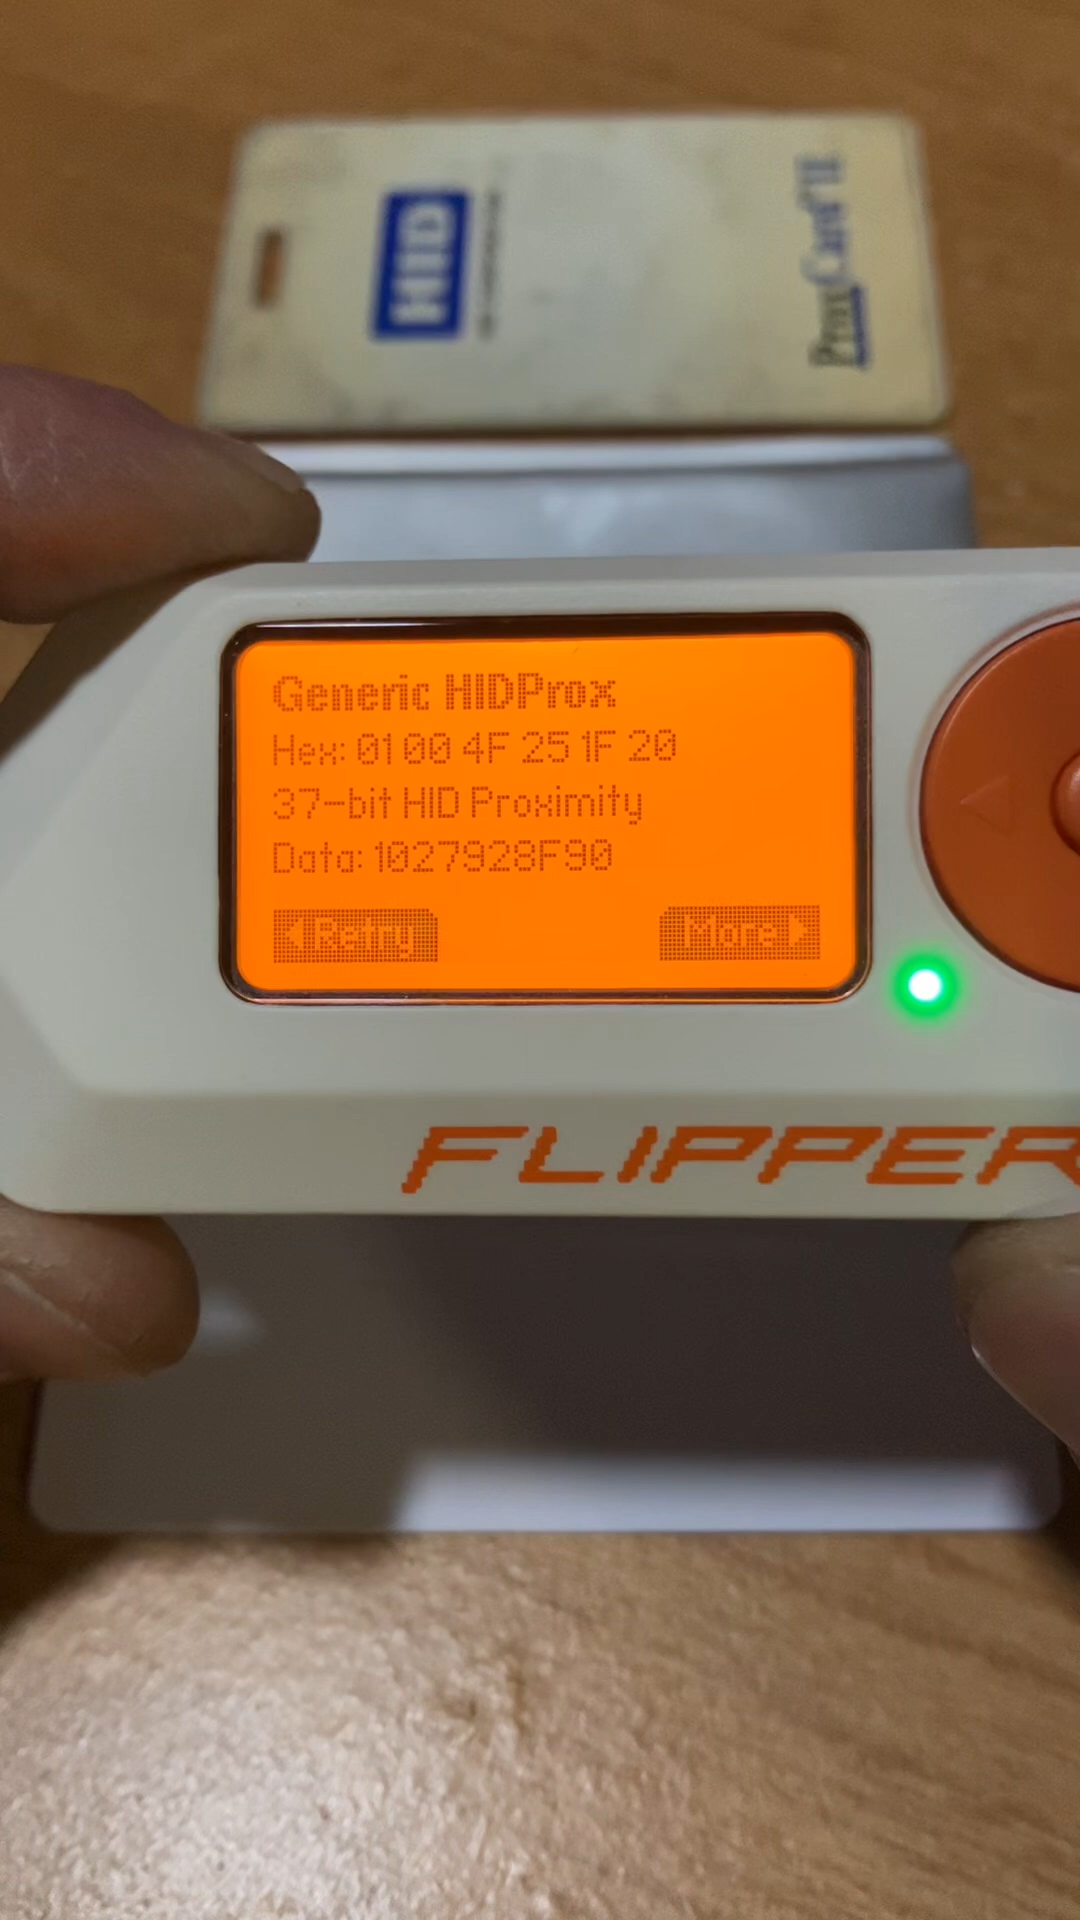 HID
ProxCard II
Generic HIDProx
Hex: 01 00 4F 25 1F 20
37-bit HID Proximity
Data: 1027928F90
Retry
More
FLIPPER